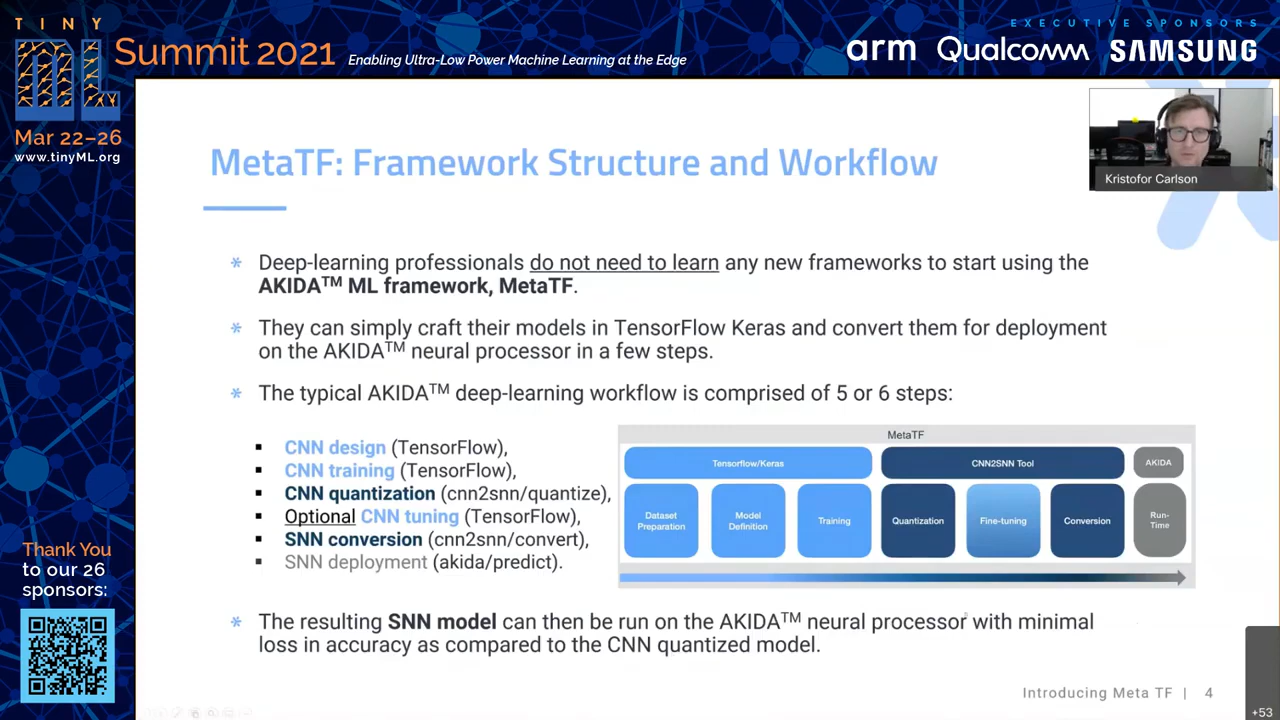 TINY
ML
Summit 2021
Enabling Ultra-Low Power Machine Learning at the Edge
EXECUTIVE SPONSORS
arm Qualcomm SAMSUNG
Mar 22–26
www.tinyML.org
Kristofor Carlson
MetaTF: Framework Structure and Workflow
* Deep-learning professionals do not need to learn any new frameworks to start using the
AKIDA™ ML framework, MetaTF.
* They can simply craft their models in TensorFlow Keras and convert them for deployment
on the AKIDA™ neural processor in a few steps.
* The typical AKIDA™ deep-learning workflow is comprised of 5 or 6 steps:
▪ CNN design (TensorFlow),
▪ CNN training (TensorFlow),
▪ CNN quantization (cnn2snn/quantize),
▪ Optional CNN tuning (TensorFlow),
▪ SNN conversion (cnn2snn/convert),
▪ SNN deployment (akida/predict).
MetaTF
Tensorflow/Keras
CNN2SNN Tool
AKIDA
Dataset
Preparation
Model
Definition
Training
Quantization
Fine-tuning
Conversion
Run-
Time
* The resulting SNN model can then be run on the AKIDA™ neural processor with minimal
loss in accuracy as compared to the CNN quantized model.
Thank You
to our 26
sponsors:
Introducing Meta TF | 4
+53